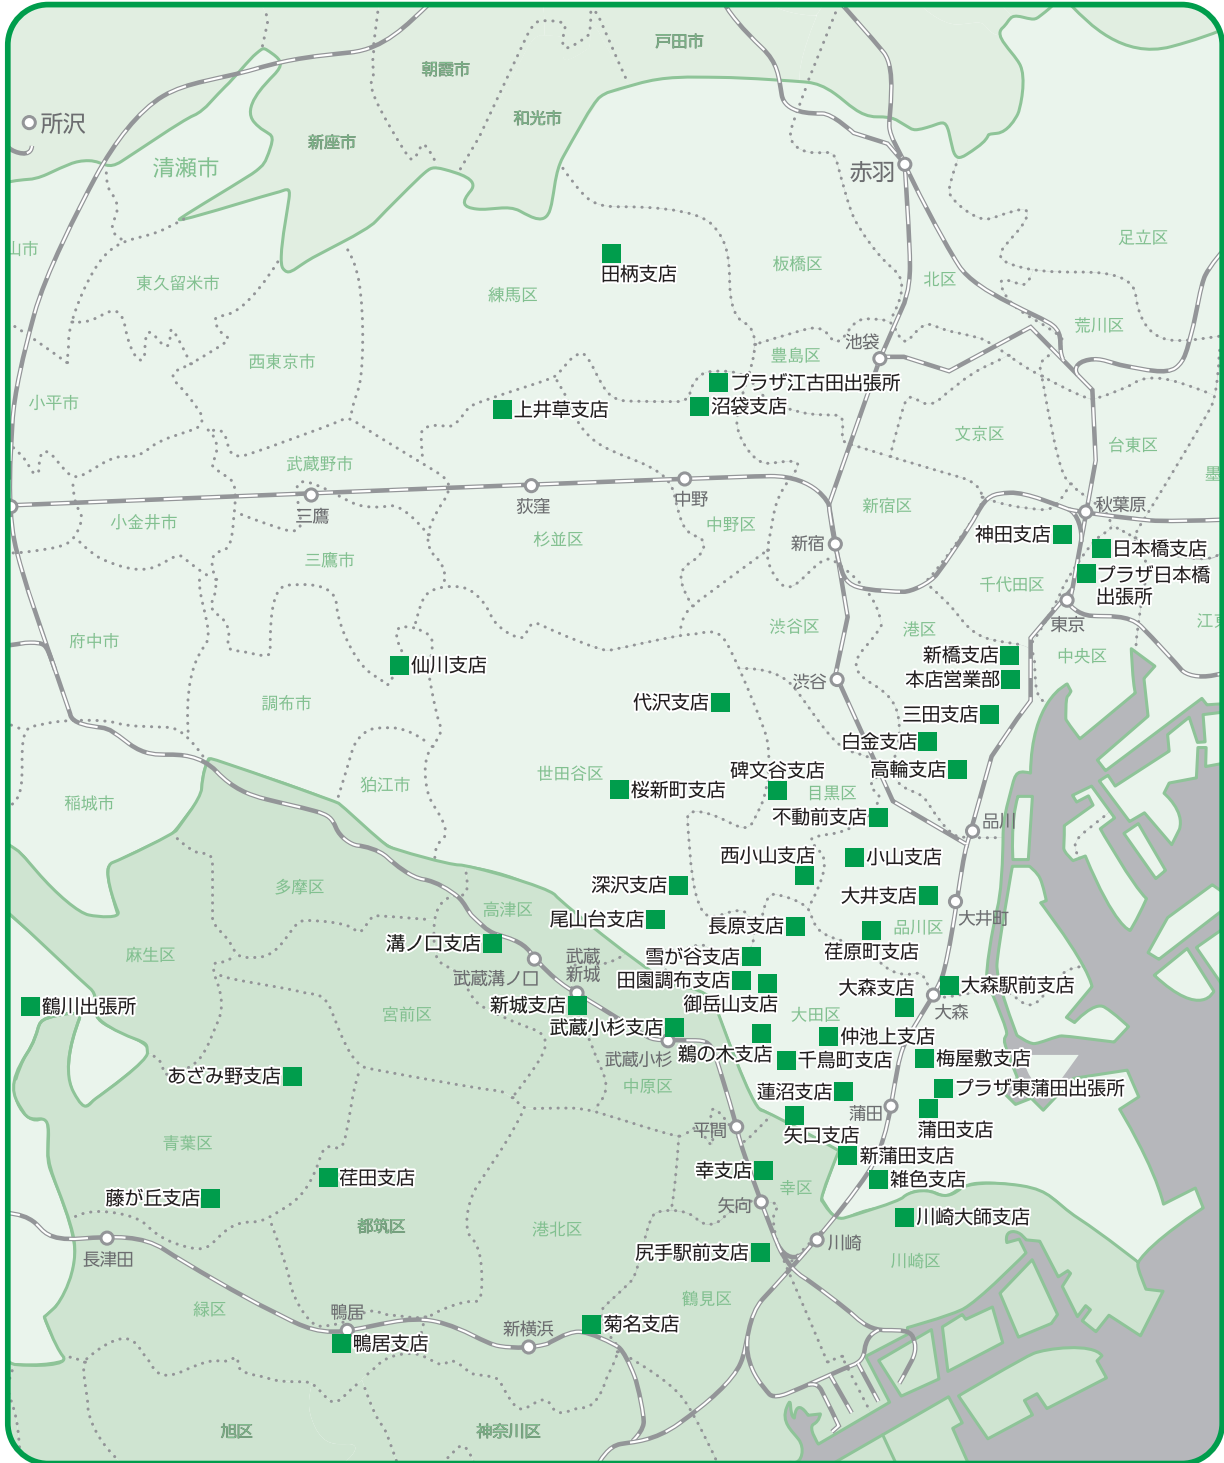 戸田市
朝霞市
和光市
所沢
新座市
清瀬市
赤羽
山市
足立区
田柄支店
板橋区
東久留米市
練馬区
北区
荒川区
池袋
豊島区
西東京市
プラザ江古田出張所
小平市
上井草支店
沼袋支店
文京区
台東区
武蔵野市
墨
中野
荻窪
三鷹
新宿区
秋葉原
小金井市
中野区
神田支店
杉並区
新宿
日本橋支店
三鷹市
プラザ日本橋
出張所
千代田区
東京
江東
府中市
渋谷区
港区
新橋支店
中央区
仙川支店
渋谷
本店営業部
調布市
代沢支店
三田支店
白金支店
高輪支店
碑文谷支店
世田谷区
狛江市
桜新町支店
目黒区
稲城市
不動前支店
品川
西小山支店
小山支店
多摩区
深沢支店
大井支店
高津区
尾山台支店
長原支店
大井町
品川区
溝ノ口支店
荏原町支店
麻生区
武蔵
新城
雪が谷支店
武蔵溝ノ口
田園調布支店
大森駅前支店
大森支店
鶴川出張所
新城支店
御岳山支店
大森
宮前区
大田区
武蔵小杉支店
仲池上支店
武蔵小杉
鵜の木支店
千鳥町支店
梅屋敷支店
あざみ野支店
中原区
蓮沼支店
プラザ東蒲田出張所
蒲田
平間
矢口支店
蒲田支店
青葉区
新蒲田支店
荏田支店
幸支店
雑色支店
藤が丘支店
幸区
矢向
都筑区
港北区
川崎大師支店
川崎
長津田
尻手駅前支店
川崎区
緑区
鶴見区
鴨居
新横浜
菊名支店
鴨居支店
旭区
神奈川区